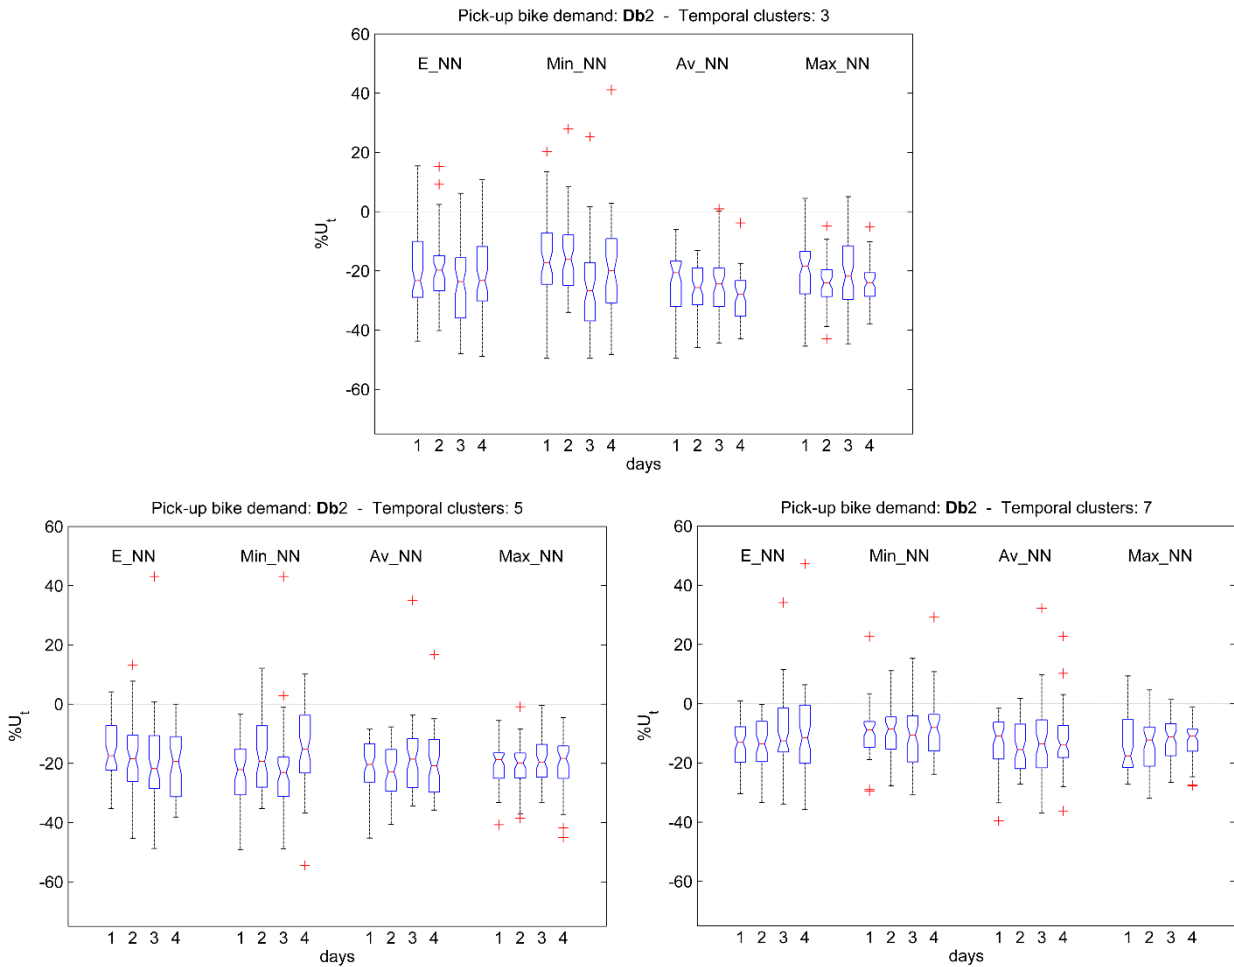 Pick-up bike demand: Db2 - Temporal clusters: 3
60
E_NN Min_NN Av_NN Max_NN
40
20
0
%Ut
-20
-40
-60
1 2 3 4 1 2 3 4 1 2 3 4 1 2 3 4
days
Pick-up bike demand: Db2 - Temporal clusters: 5
60
E_NN Min_NN Av_NN Max_NN
40
20
0
%Ut
-20
-40
-60
1 2 3 4 1 2 3 4 1 2 3 4 1 2 3 4
days
Pick-up bike demand: Db2 - Temporal clusters: 7
60
E_NN Min_NN Av_NN Max_NN
40
20
0
%Ut
-20
-40
-60
1 2 3 4 1 2 3 4 1 2 3 4 1 2 3 4
days